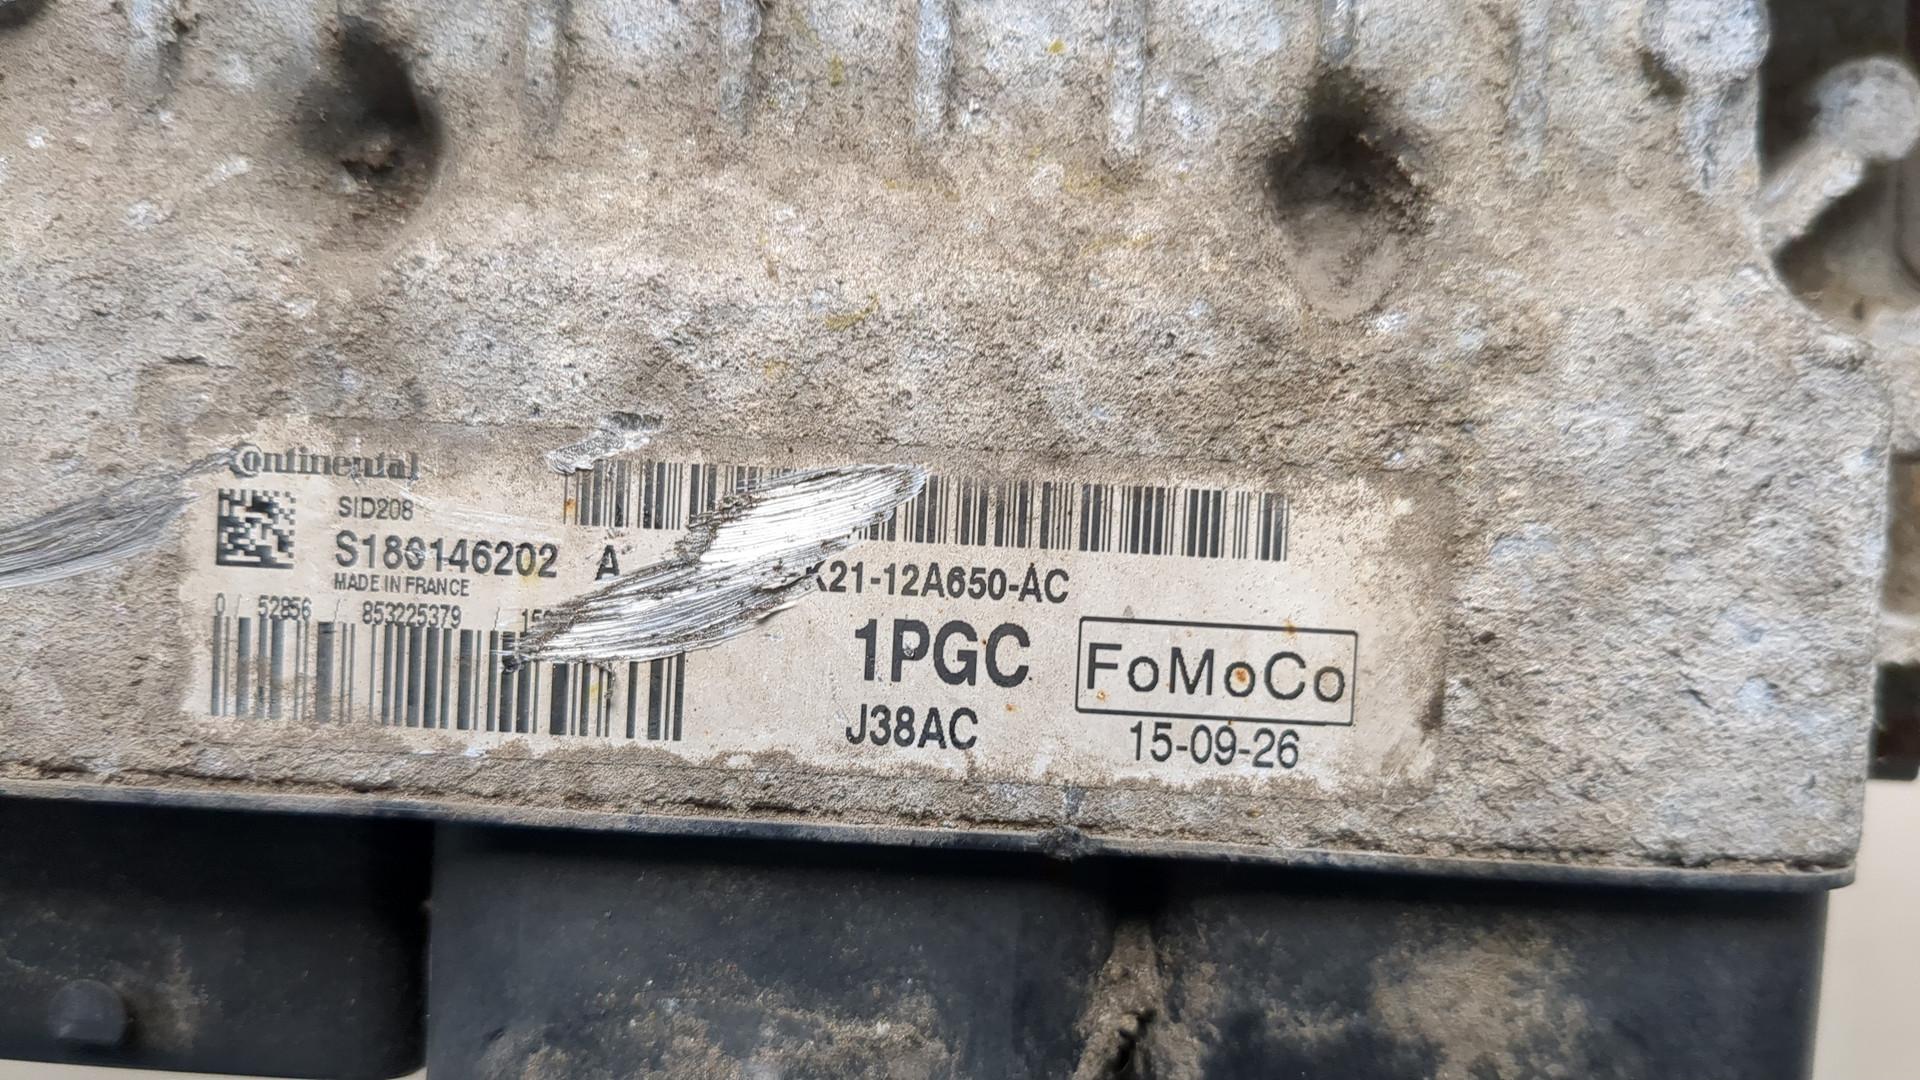 Continental
SID208
S180146202 A
MADE IN FRANCE
K21-12A650-AC
0 / 52856 / 853225379 /
1PGC
FoMoCo
J38AC
15-09-26